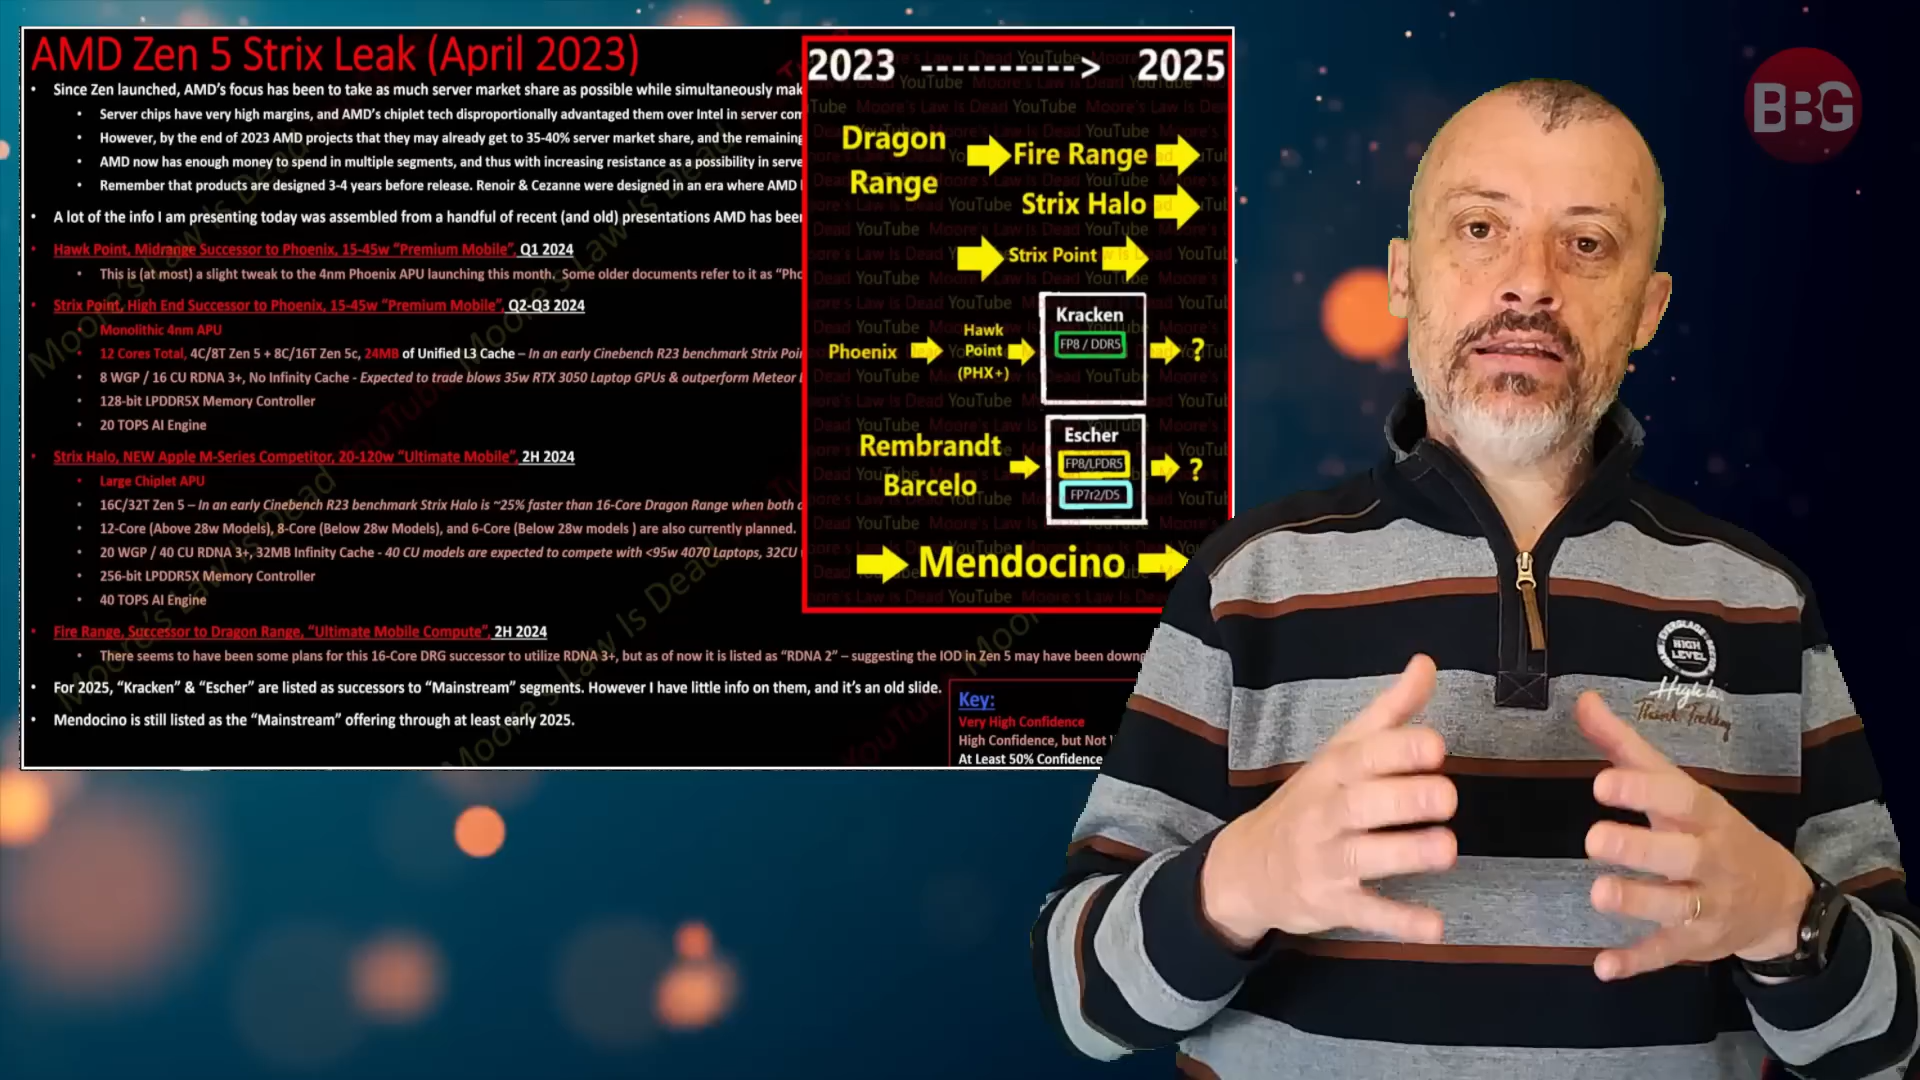 AMD Zen 5 Strix Leak (April 2023)
Since Zen launched, AMD's focus has been to take as much server market share as possible while simultaneously mak
Server chips have very high margins, and AMD's chiplet tech disproportionally advantaged them over Intel in server con
However, by the end of 2023 AMD projects that they may already get to 35-40% server market share, and the remaining
AMD now has enough money to spend in multiple segments, and thus with increasing resistance as a possibility in serve
Remember that products are designed 3-4 years before release. Renoir & Cezanne were designed in an era where AMD
A lot of the info I am presenting today was assembled from a handful of recent (and old) presentations AMD has beer
Hawk Point, Midrange Successor to Phoenix, 15-45w "Premium Mobile", Q1 2024
This is (at most) a slight tweak to the 4nm Phoenix APU launching this month. Some older documents refer to it as "Pho
Strix Point, High End Successor to Phoenix, 15-45w "Premium Mobile", Q2-Q3 2024
Monolithic 4nm APU
12 Cores Total, 4C/8T Zen 5 + 8C/16T Zen 5c, 24MB of Unified L3 Cache – In an early Cinebench R23 benchmark Strix Poi
8 WGP / 16 CU RDNA 3+, No Infinity Cache - Expected to trade blows 35w RTX 3050 Laptop GPUs & outperform Meteor
128-bit LPDDR5X Memory Controller
20 TOPS AI Engine
Strix Halo, NEW Apple M-Series Competitor, 20-120w "Ultimate Mobile", 2H 2024
Large Chiplet APU
16C/32T Zen 5 – In an early Cinebench R23 benchmark Strix Halo is ~25% faster than 16-Core Dragon Range when both
12-Core (Above 28w Models), 8-Core (Below 28w Models), and 6-Core (Below 28w models ) are also currently planned.
20 WGP / 40 CU RDNA 3+, 32MB Infinity Cache - 40 CU models are expected to compete with <95w 4070 Laptops, 32CU
256-bit LPDDR5X Memory Controller
40 TOPS AI Engine
Fire Range, Successor to Dragon Range, "Ultimate Mobile Compute", 2H 2024
There seems to have been some plans for this 16-Core DRG successor to utilize RDNA 3+, but as of now it is listed as "RDNA 2" – suggesting the IOD in Zen 5 may have been down
For 2025, "Kracken" & "Escher" are listed as successors to "Mainstream" segments. However I have little info on them, and it's an old slide.
Mendocino is still listed as the "Mainstream" offering through at least early 2025.
Key:
Very High Confidence
High Confidence, but Not
At Least 50% Confidence
2023 ----------> 2025
Dragon
Range
Fire Range
Strix Halo
Strix Point
Phoenix
Hawk
Point
(PHX+)
Kracken
FP8 / DDR5
?
Rembrandt
Barcelo
Escher
FP8/LPDR5
FP7r2/D5
?
Mendocino
Moore's Law Is Dead YouTube
BBG
EVERGLADE
HIGH
LEVEL